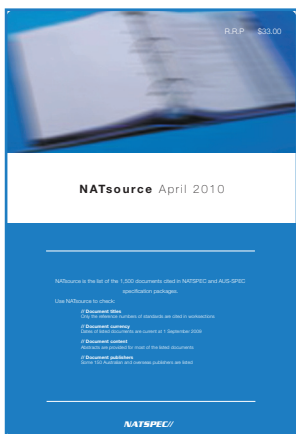 R.R.P $33.00
NATsource April 2010
NATsource is the list of the 1,500 documents cited in NATSPEC and AUS-SPEC
specification packages.
Use NATsource to check:
// Document titles
Only the reference numbers of standards are cited in worksections
// Document currency
Dates of listed documents are current at 1 September 2009
// Document content
Abstracts are provided for most of the listed documents
// Document publishers
Some 150 Australian and overseas publishers are listed
NATSPEC//